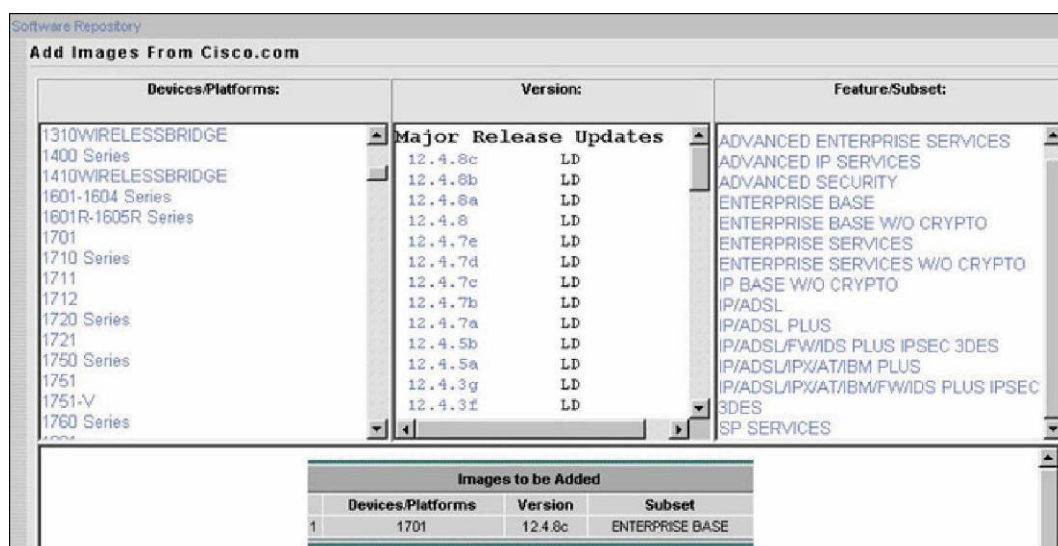 Software Repository
Add Images From Cisco.com
Devices/Platforms:
1310WIRELESSBRIDGE
1400 Series
1410WIRELESSBRIDGE
1601-1604 Series
1601R-1605R Series
1701
1710 Series
1711
1712
1720 Series
1721
1750 Series
1751
1751-V
1760 Series
Version:
Major Release Updates
12.4.8c LD
12.4.8b LD
12.4.8a LD
12.4.8 LD
12.4.7e LD
12.4.7d LD
12.4.7c LD
12.4.7b LD
12.4.7a LD
12.4.5b LD
12.4.5a LD
12.4.3g LD
12.4.3f LD
Feature/Subset:
ADVANCED ENTERPRISE SERVICES
ADVANCED IP SERVICES
ADVANCED SECURITY
ENTERPRISE BASE
ENTERPRISE BASE W/O CRYPTO
ENTERPRISE SERVICES
ENTERPRISE SERVICES W/O CRYPTO
IP BASE W/O CRYPTO
IP/ADSL
IP/ADSL PLUS
IP/ADSL/FW/IDS PLUS IPSEC 3DES
IP/ADSL/IPX/AT/IBM PLUS
IP/ADSL/IPX/AT/IBM/FW/IDS PLUS IPSEC
3DES
SP SERVICES
Images to be Added
Devices/Platforms Version Subset
1 1701 12.4.8c ENTERPRISE BASE